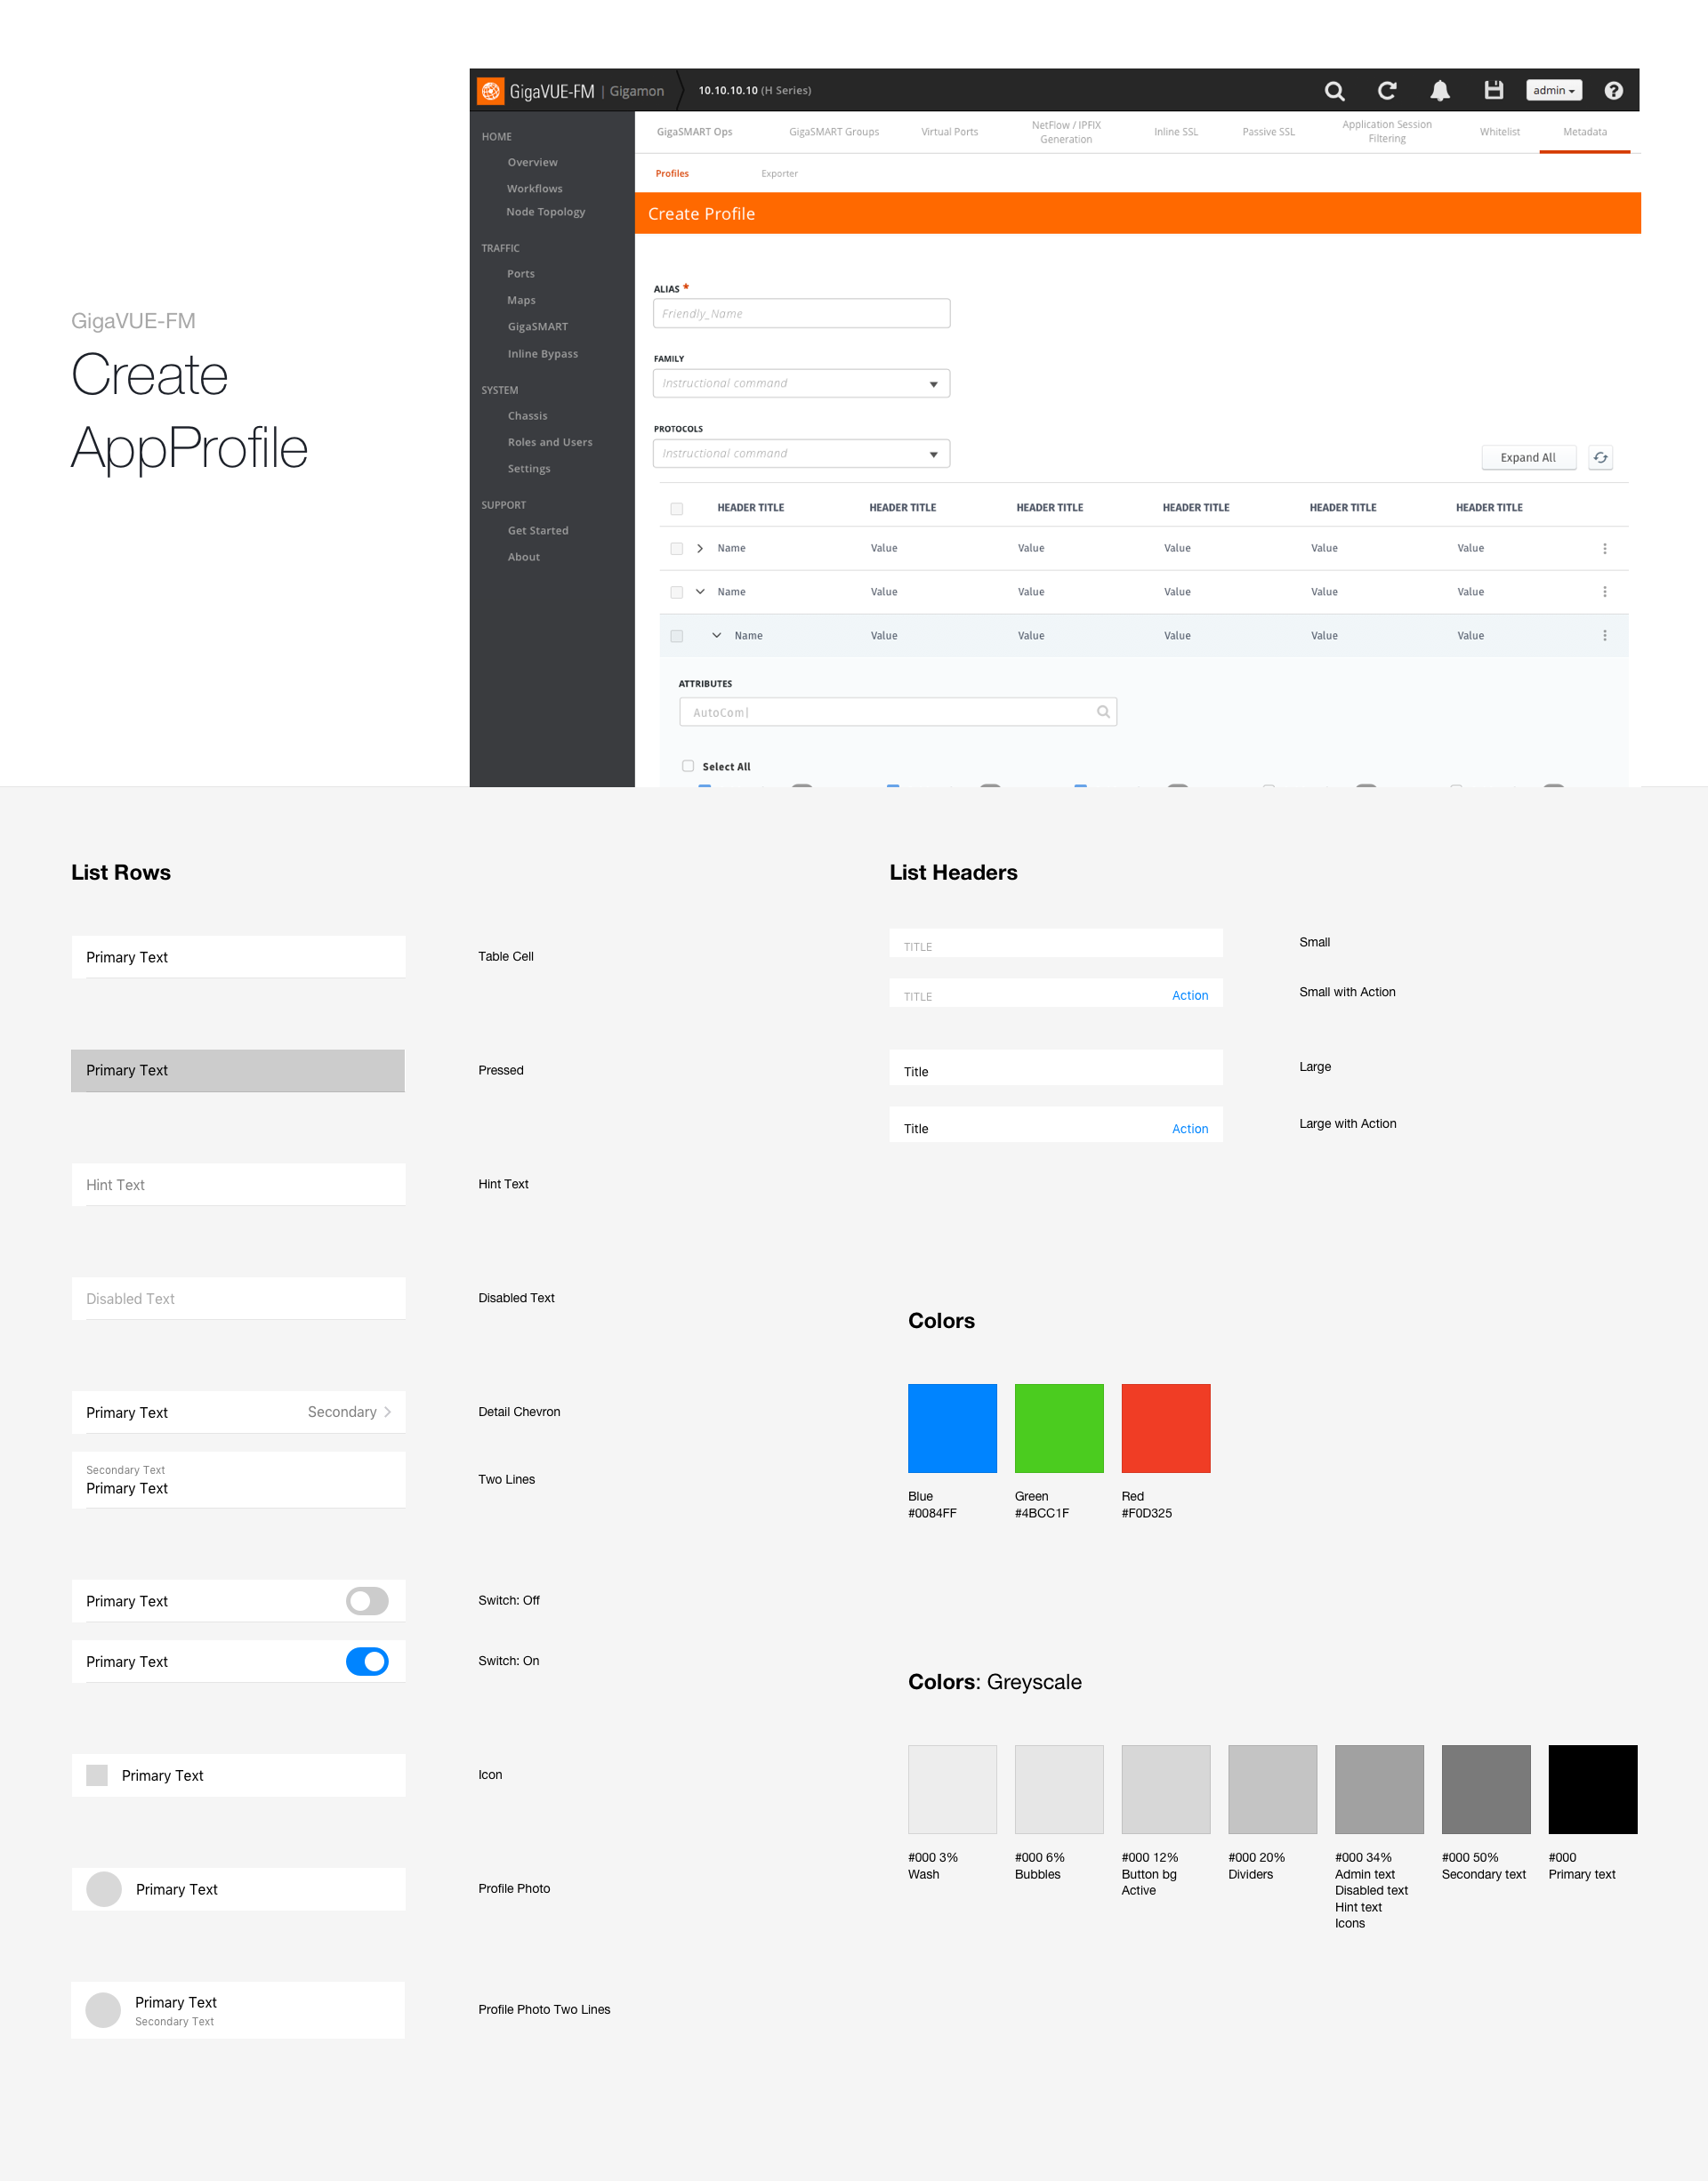 GigaVUE-FM | Gigamon
10.10.10.10 (H Series)
admin
?
HOME
Overview
Workflows
Node Topology
TRAFFIC
Ports
Maps
GigaSMART
Inline Bypass
SYSTEM
Chassis
Roles and Users
Settings
SUPPORT
Get Started
About
GigaSMART Ops
GigaSMART Groups
Virtual Ports
NetFlow / IPFIX
Generation
Inline SSL
Passive SSL
Application Session
Filtering
Whitelist
Metadata
Profiles
Exporter
Create Profile
GigaVUE-FM
Create
AppProfile
ALIAS *
Friendly_Name
FAMILY
Instructional command
PROTOCOLS
Instructional command
Expand All
HEADER TITLE HEADER TITLE HEADER TITLE HEADER TITLE HEADER TITLE HEADER TITLE
Name Value Value Value Value Value
Name Value Value Value Value Value
Name Value Value Value Value Value
ATTRIBUTES
AutoCom|
Select All
List Rows
Primary Text
Table Cell
Primary Text
Pressed
Hint Text
Hint Text
Disabled Text
Disabled Text
Primary Text Secondary
Detail Chevron
Secondary Text
Primary Text
Two Lines
Primary Text
Switch: Off
Primary Text
Switch: On
Primary Text
Icon
Primary Text
Profile Photo
Primary Text
Secondary Text
Profile Photo Two Lines
List Headers
TITLE
Small
TITLE Action
Small with Action
Title
Large
Title Action
Large with Action
Colors
Blue
#0084FF
Green
#4BCC1F
Red
#F0D325
Colors: Greyscale
#000 3%
Wash
#000 6%
Bubbles
#000 12%
Button bg
Active
#000 20%
Dividers
#000 34%
Admin text
Disabled text
Hint text
Icons
#000 50%
Secondary text
#000
Primary text